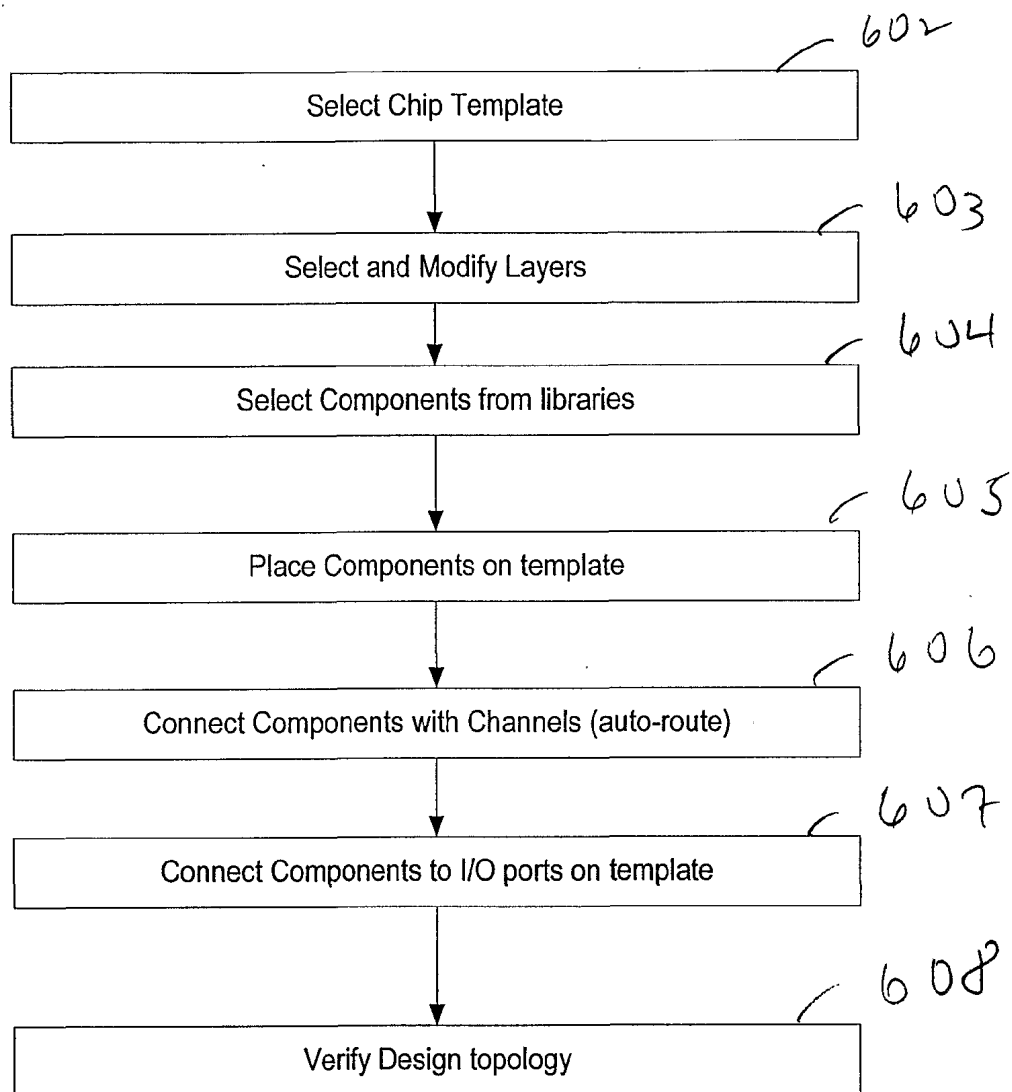 602
Select Chip Template
603
Select and Modify Layers
604
Select Components from libraries
605
Place Components on template
606
Connect Components with Channels (auto-route)
607
Connect Components to I/O ports on template
608
Verify Design topology